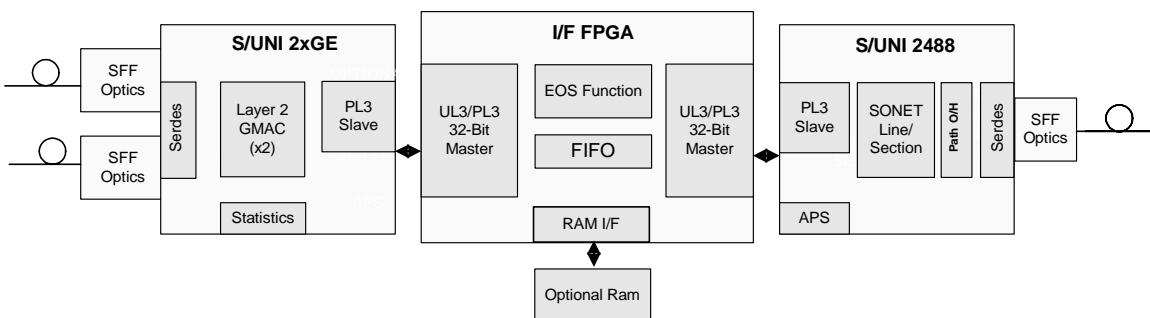 S/UNI 2xGE
I/F FPGA
S/UNI 2488
SFF
Optics
SFF
Optics
Serdes
Layer 2
GMAC
(x2)
PL3
Slave
Statistics
UL3/PL3
32-Bit
Master
EOS Function
FIFO
UL3/PL3
32-Bit
Master
RAM I/F
Optional Ram
PL3
Slave
SONET
Line/
Section
Path O/H
Serdes
APS
SFF
Optics